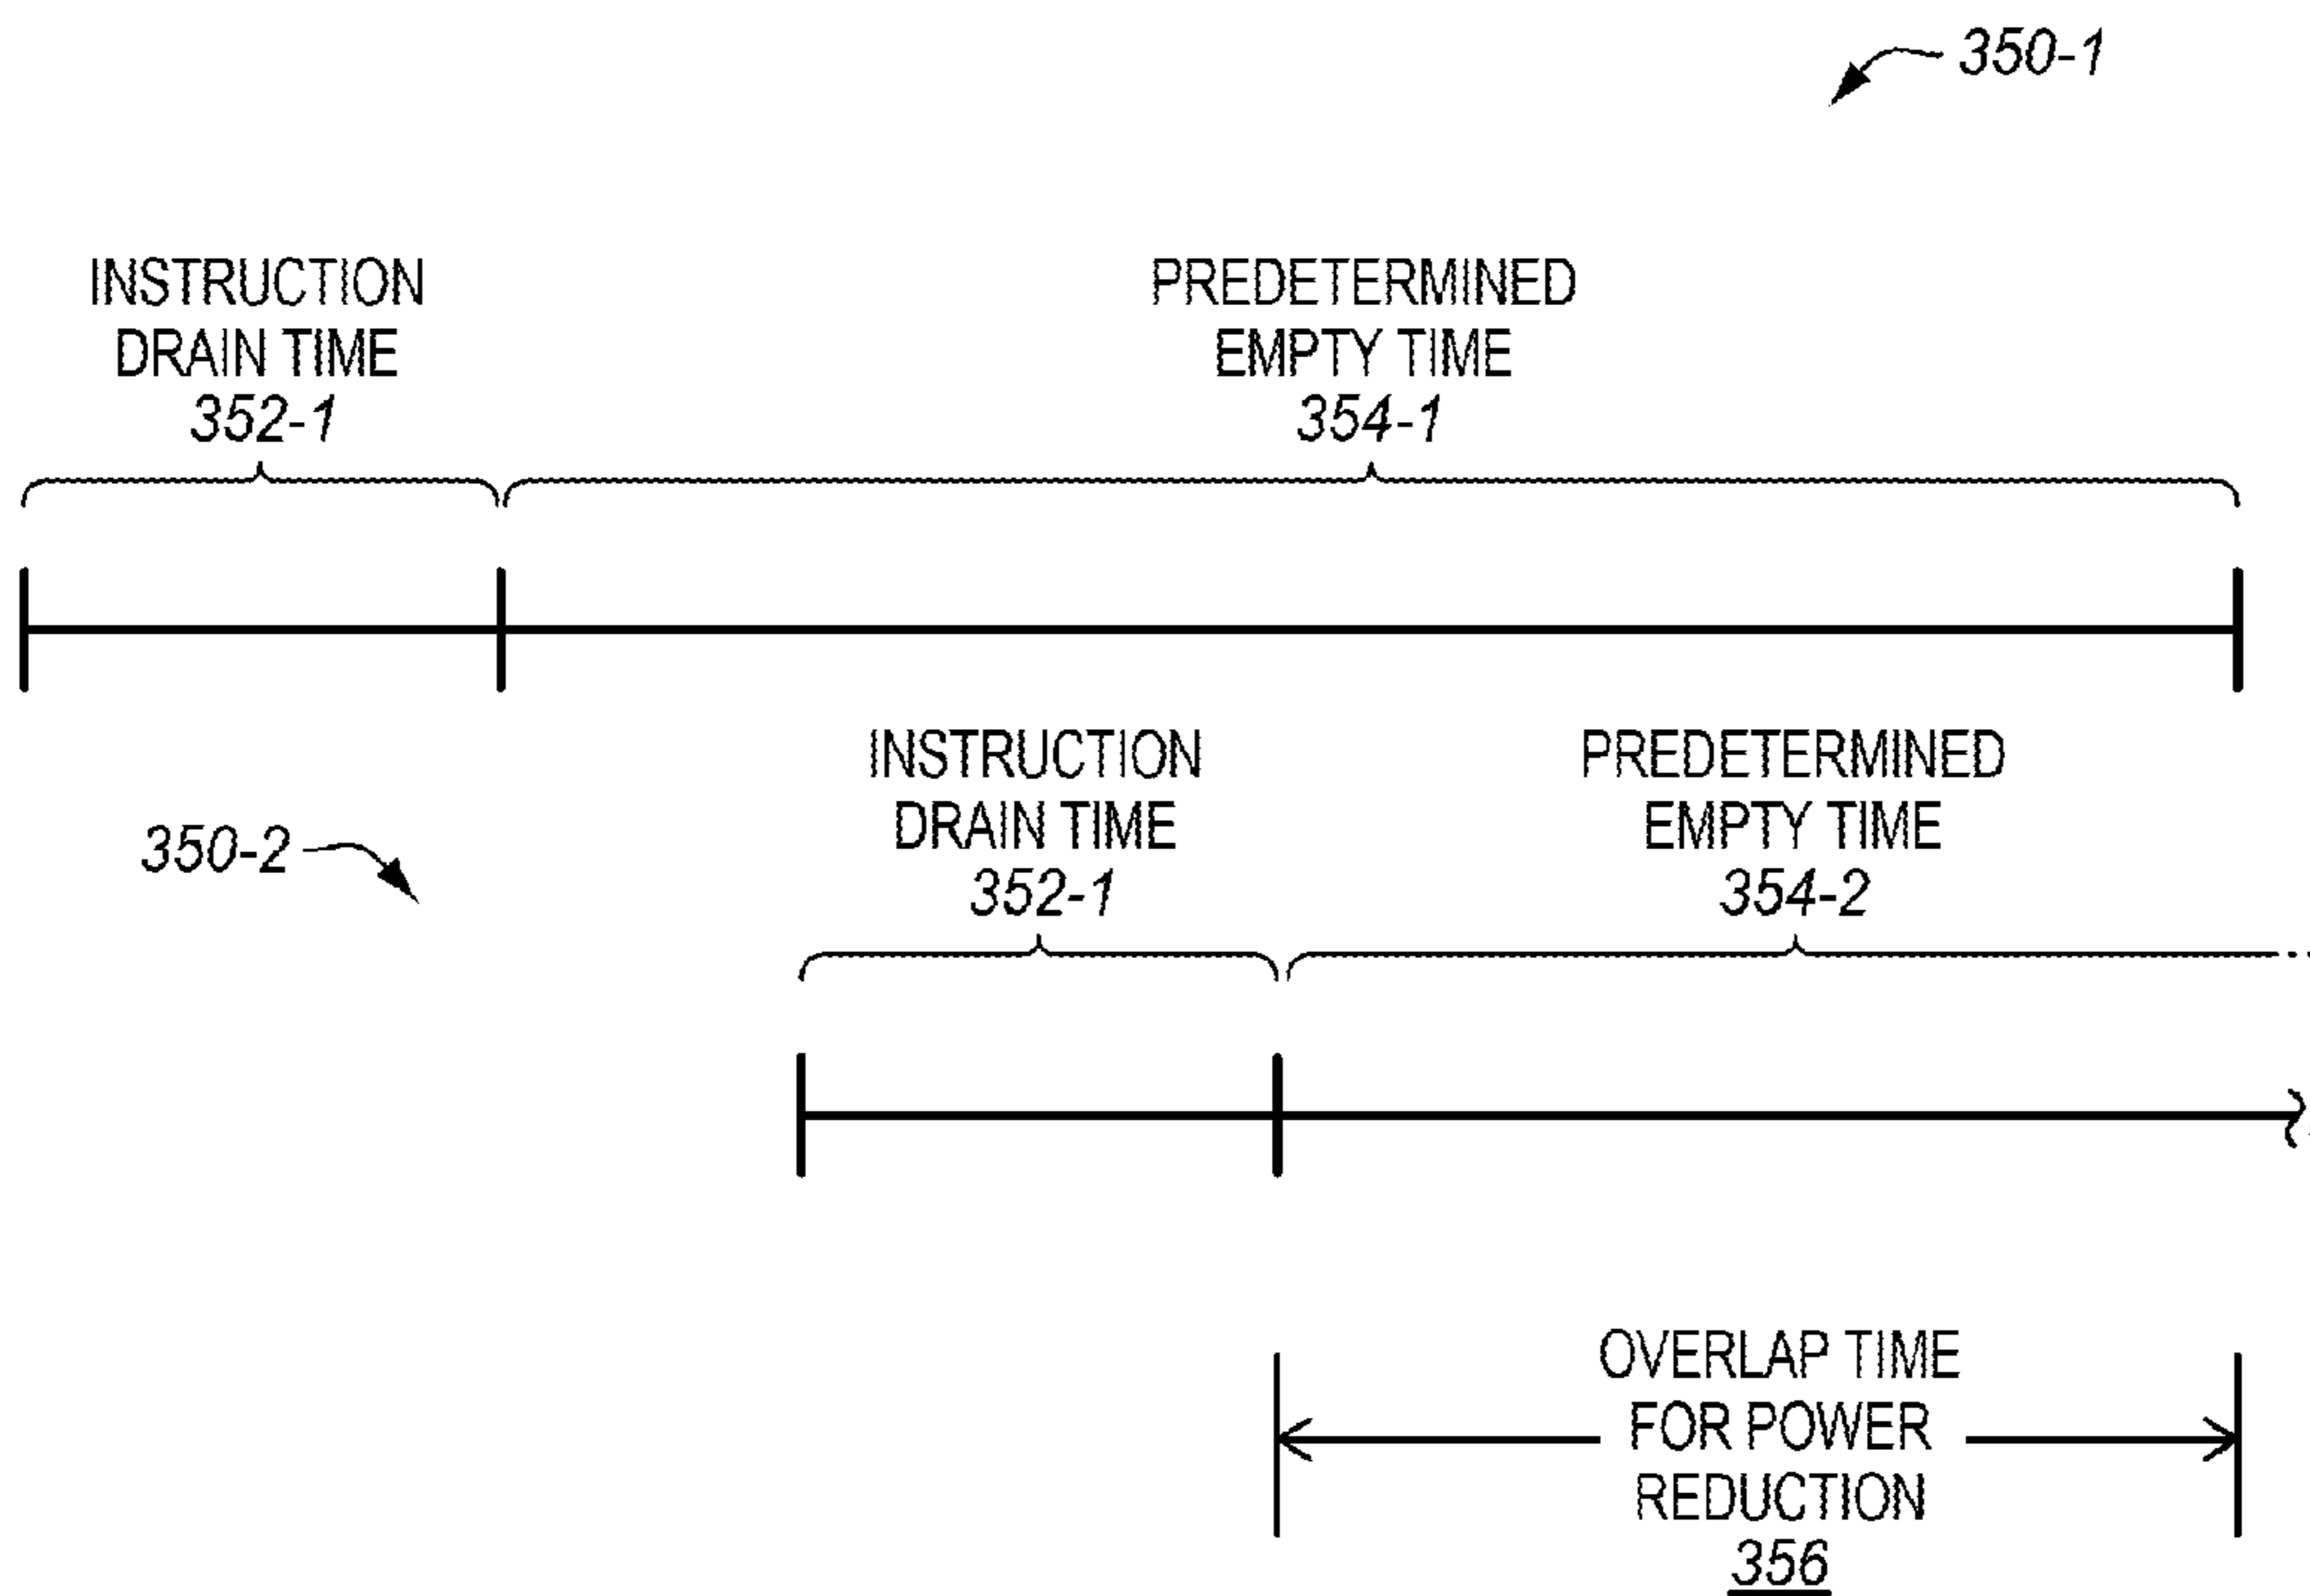 350-1
INSTRUCTION
DRAIN TIME
352-1
PREDETERMINED
EMPTY TIME
354-1
350-2
INSTRUCTION
DRAIN TIME
352-1
PREDETERMINED
EMPTY TIME
354-2
OVERLAP TIME
FOR POWER
REDUCTION
356